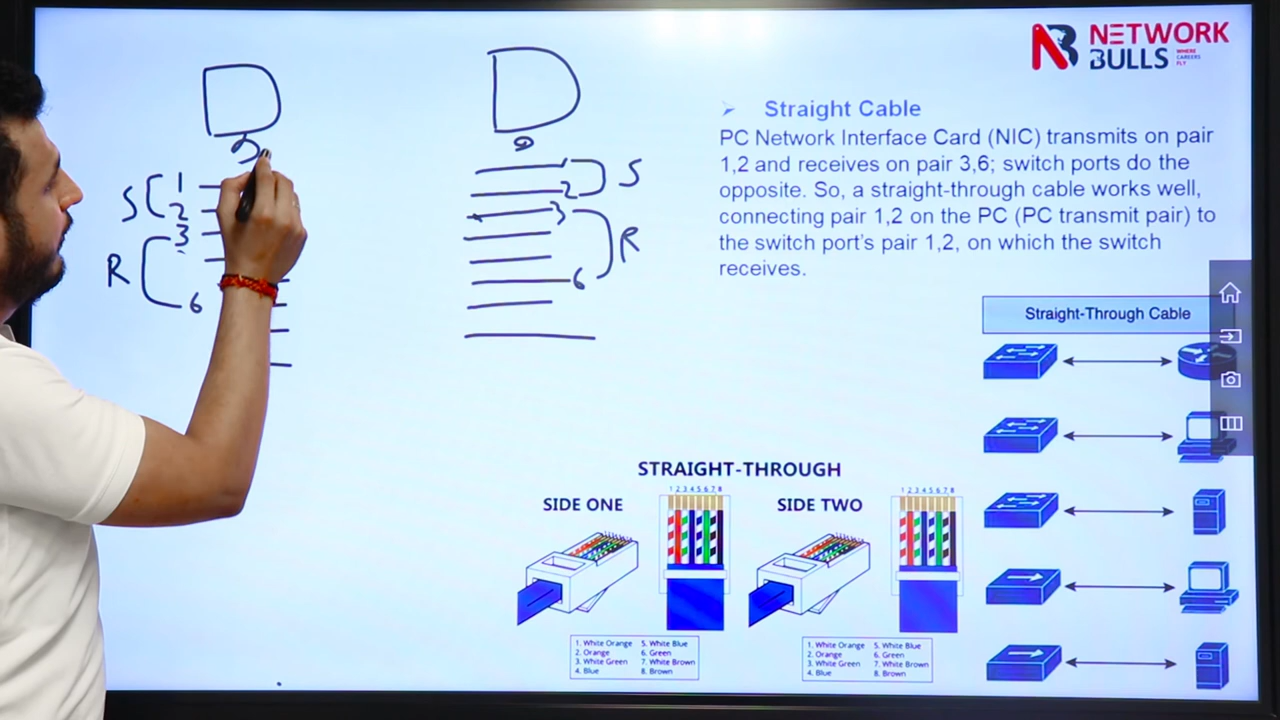 NETWORK
BULLS
WHERE
CAREERS
FLY
S
1
2
3
R
6
1
2
S
3
R
6
➢ Straight Cable
PC Network Interface Card (NIC) transmits on pair
1,2 and receives on pair 3,6; switch ports do the
opposite. So, a straight-through cable works well,
connecting pair 1,2 on the PC (PC transmit pair) to
the switch port's pair 1,2, on which the switch
receives.
Straight-Through Cable
STRAIGHT-THROUGH
SIDE ONE
1 2 3 4 5 6 7 8
1. White Orange 5. White Blue
2. Orange 6. Green
3. White Green 7. White Brown
4. Blue 8. Brown
SIDE TWO
1 2 3 4 5 6 7 8
1. White Orange 5. White Blue
2. Orange 6. Green
3. White Green 7. White Brown
4. Blue 8. Brown